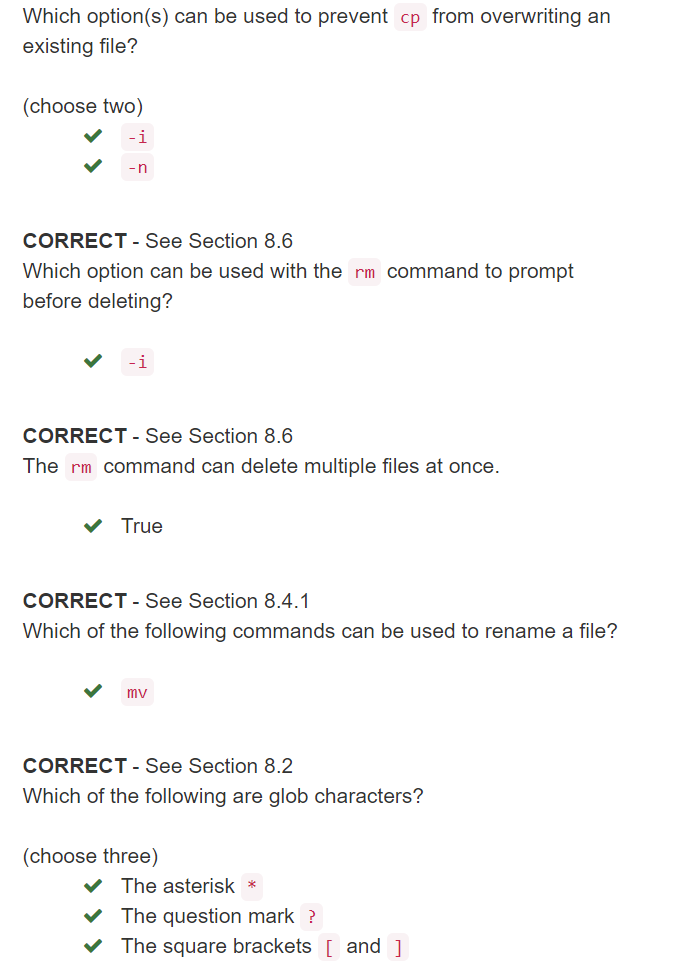 Which option(s) can be used to prevent cp from overwriting an
existing file?
(choose two)
-i
-n
CORRECT - See Section 8.6
Which option can be used with the rm command to prompt
before deleting?
-i
CORRECT - See Section 8.6
The rm command can delete multiple files at once.
True
CORRECT - See Section 8.4.1
Which of the following commands can be used to rename a file?
mv
CORRECT - See Section 8.2
Which of the following are glob characters?
(choose three)
The asterisk *
The question mark ?
The square brackets [ and ]